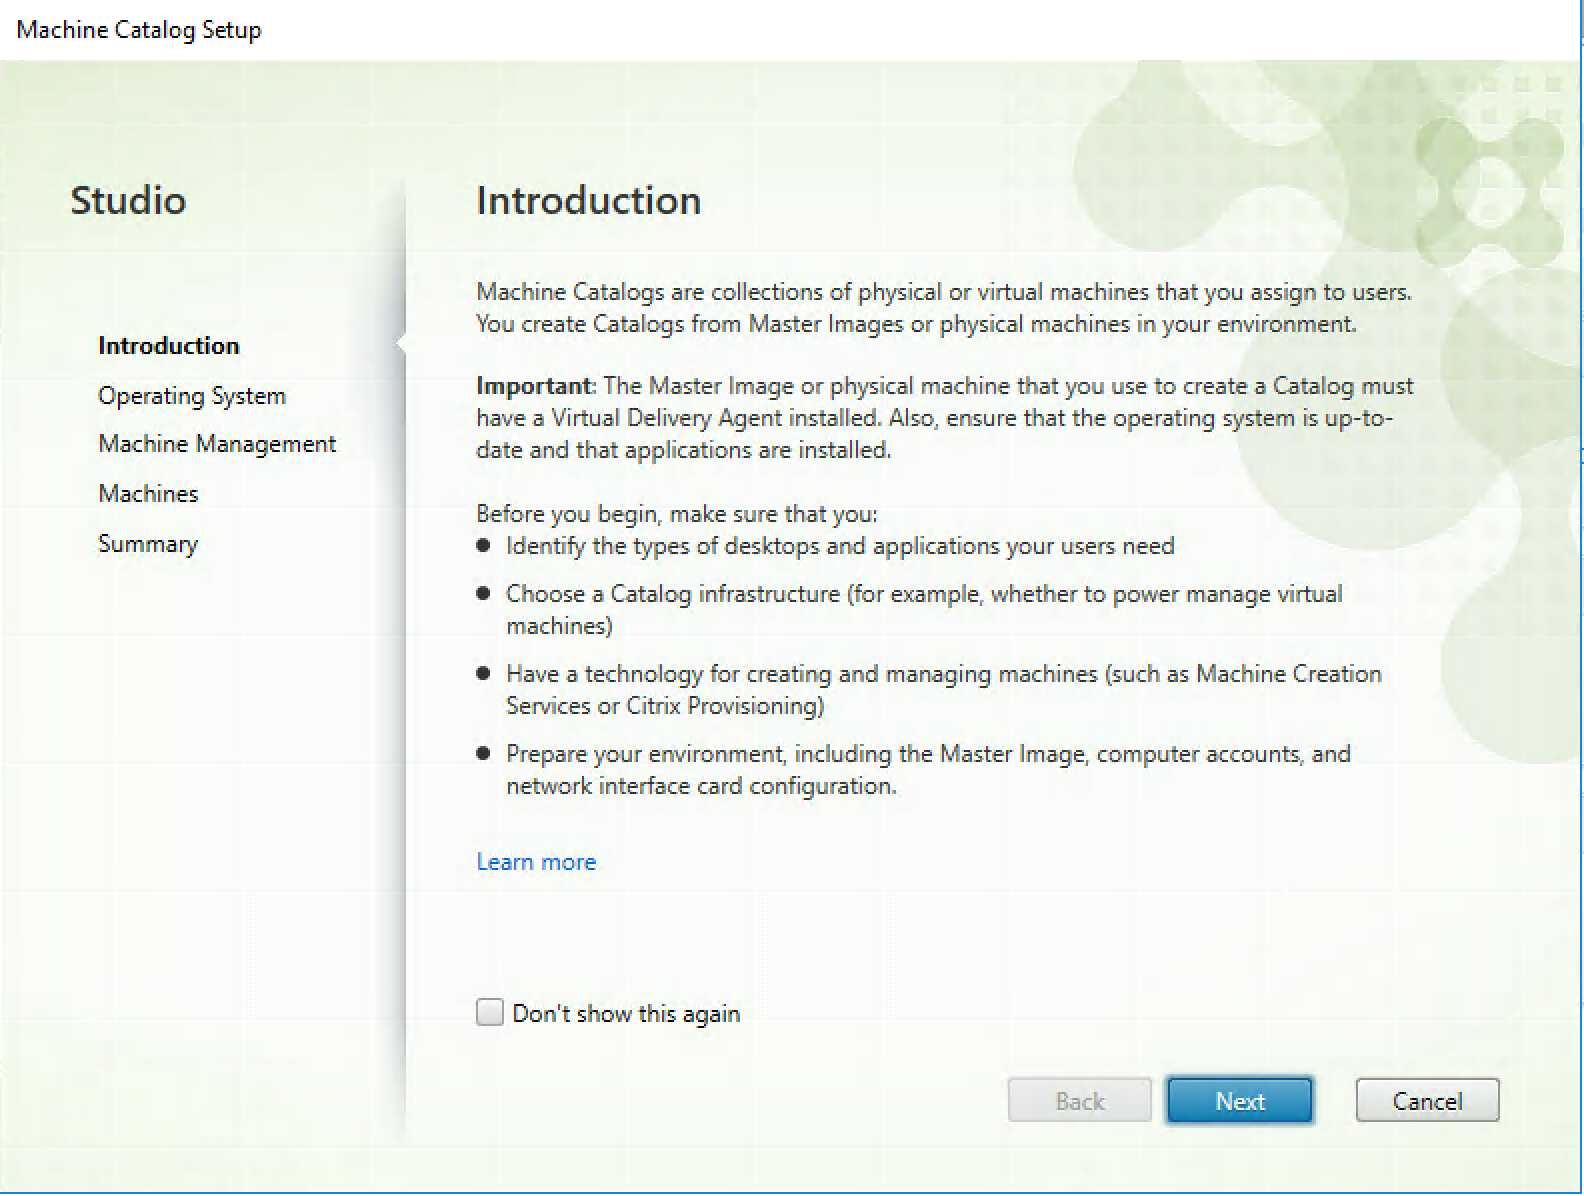 Machine Catalog Setup
Studio
Introduction
Operating System
Machine Management
Machines
Summary
Introduction
Machine Catalogs are collections of physical or virtual machines that you assign to users.
You create Catalogs from Master Images or physical machines in your environment.
Important: The Master Image or physical machine that you use to create a Catalog must
have a Virtual Delivery Agent installed. Also, ensure that the operating system is up-to-
date and that applications are installed.
Before you begin, make sure that you:
● Identify the types of desktops and applications your users need
● Choose a Catalog infrastructure (for example, whether to power manage virtual
machines)
● Have a technology for creating and managing machines (such as Machine Creation
Services or Citrix Provisioning)
● Prepare your environment, including the Master Image, computer accounts, and
network interface card configuration.
Learn more
Don't show this again
Back
Next
Cancel